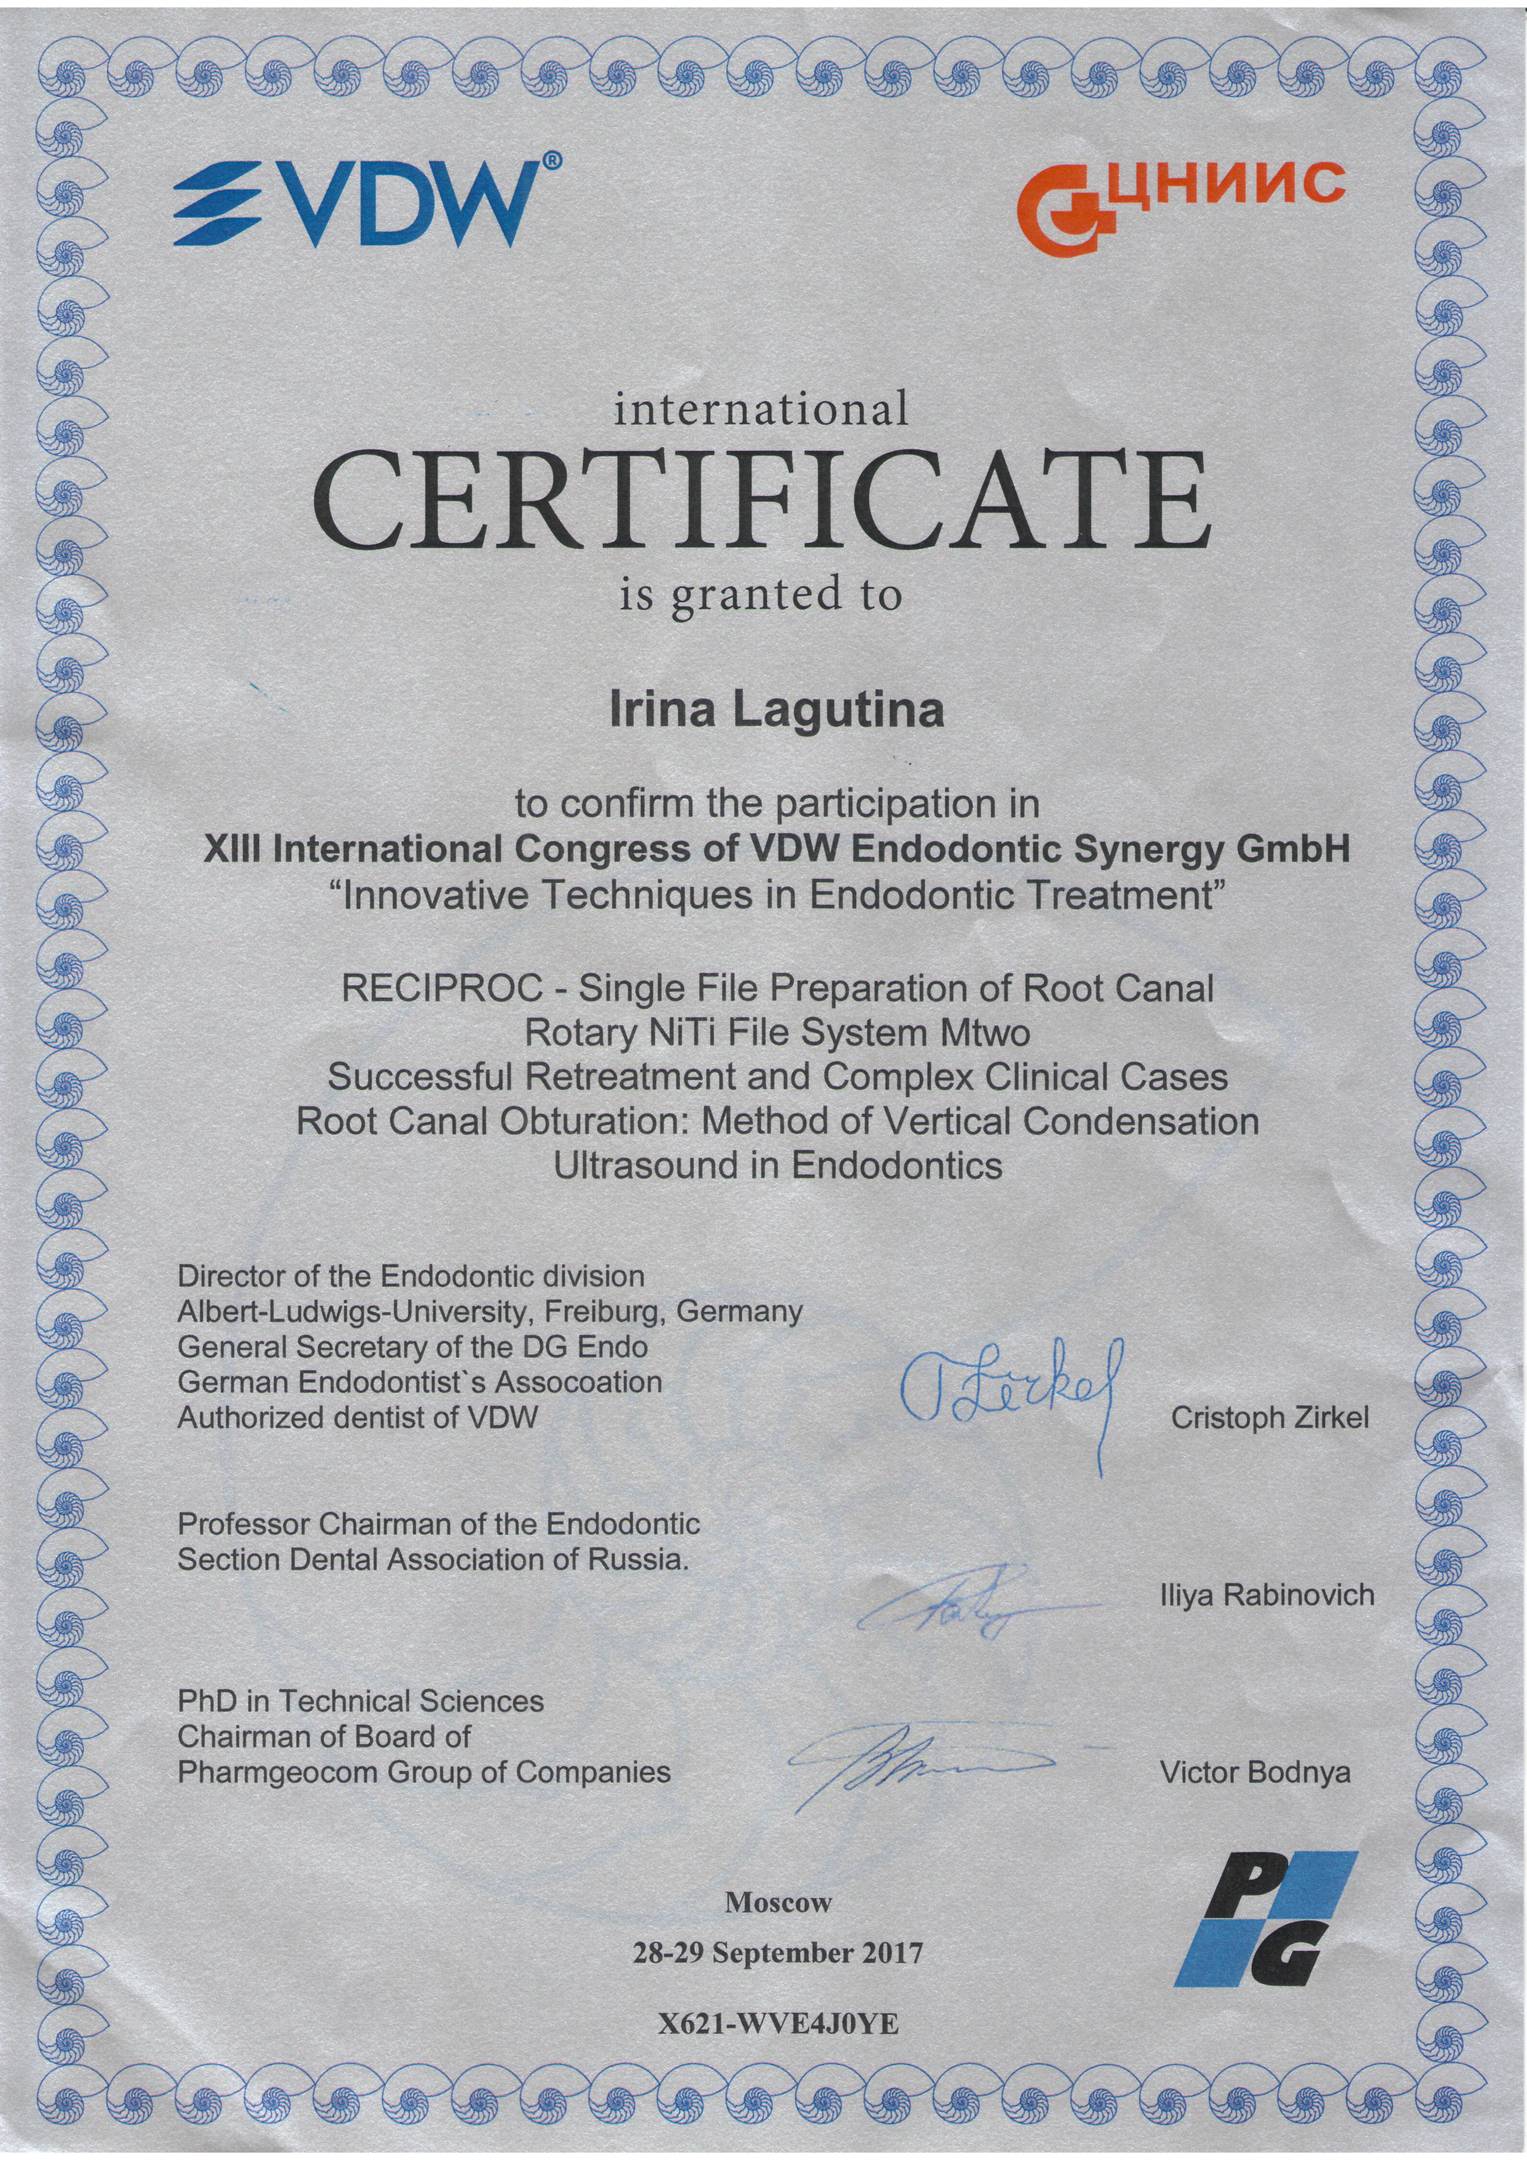 VDW®
ЦНИИС
international
CERTIFICATE
is granted to
Irina Lagutina
to confirm the participation in
XIII International Congress of VDW Endodontic Synergy GmbH
“Innovative Techniques in Endodontic Treatment”
RECIPROC - Single File Preparation of Root Canal
Rotary NiTi File System Mtwo
Successful Retreatment and Complex Clinical Cases
Root Canal Obturation: Method of Vertical Condensation
Ultrasound in Endodontics
Director of the Endodontic division
Albert-Ludwigs-University, Freiburg, Germany
General Secretary of the DG Endo
German Endodontist`s Assocoation
Authorized dentist of VDW
Cristoph Zirkel
Professor Chairman of the Endodontic
Section Dental Association of Russia.
Iliya Rabinovich
PhD in Technical Sciences
Chairman of Board of
Pharmgeocom Group of Companies
Victor Bodnya
Moscow
28-29 September 2017
X621-WVE4J0YE
PG